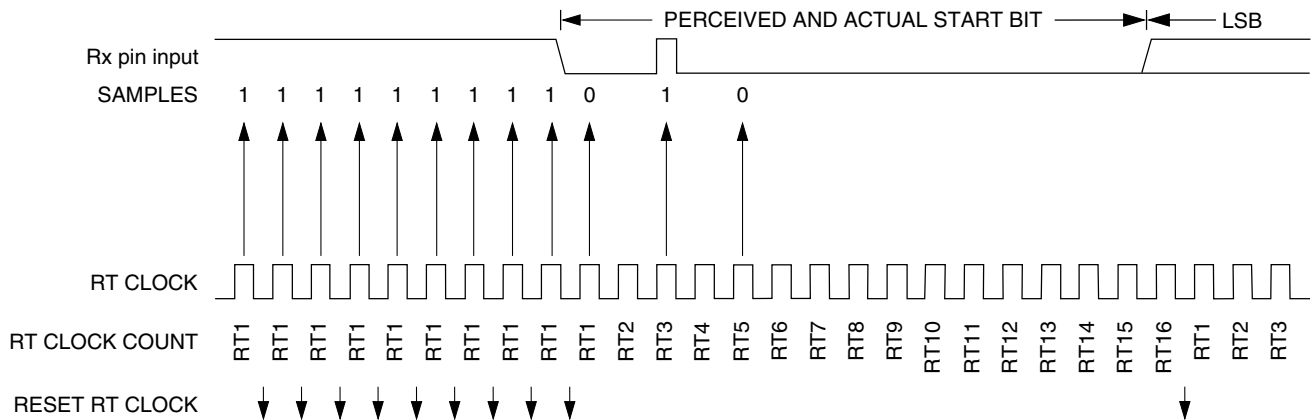 PERCEIVED AND ACTUAL START BIT LSB
Rx pin input
SAMPLES 1 1 1 1 1 1 1 1 1 0 1 0
RT CLOCK
RT CLOCK COUNT RT1 RT1 RT1 RT1 RT1 RT1 RT1 RT1 RT1 RT1 RT2 RT3 RT4 RT5 RT6 RT7 RT8 RT9 RT10 RT11 RT12 RT13 RT14 RT15 RT16 RT1 RT2 RT3
RESET RT CLOCK